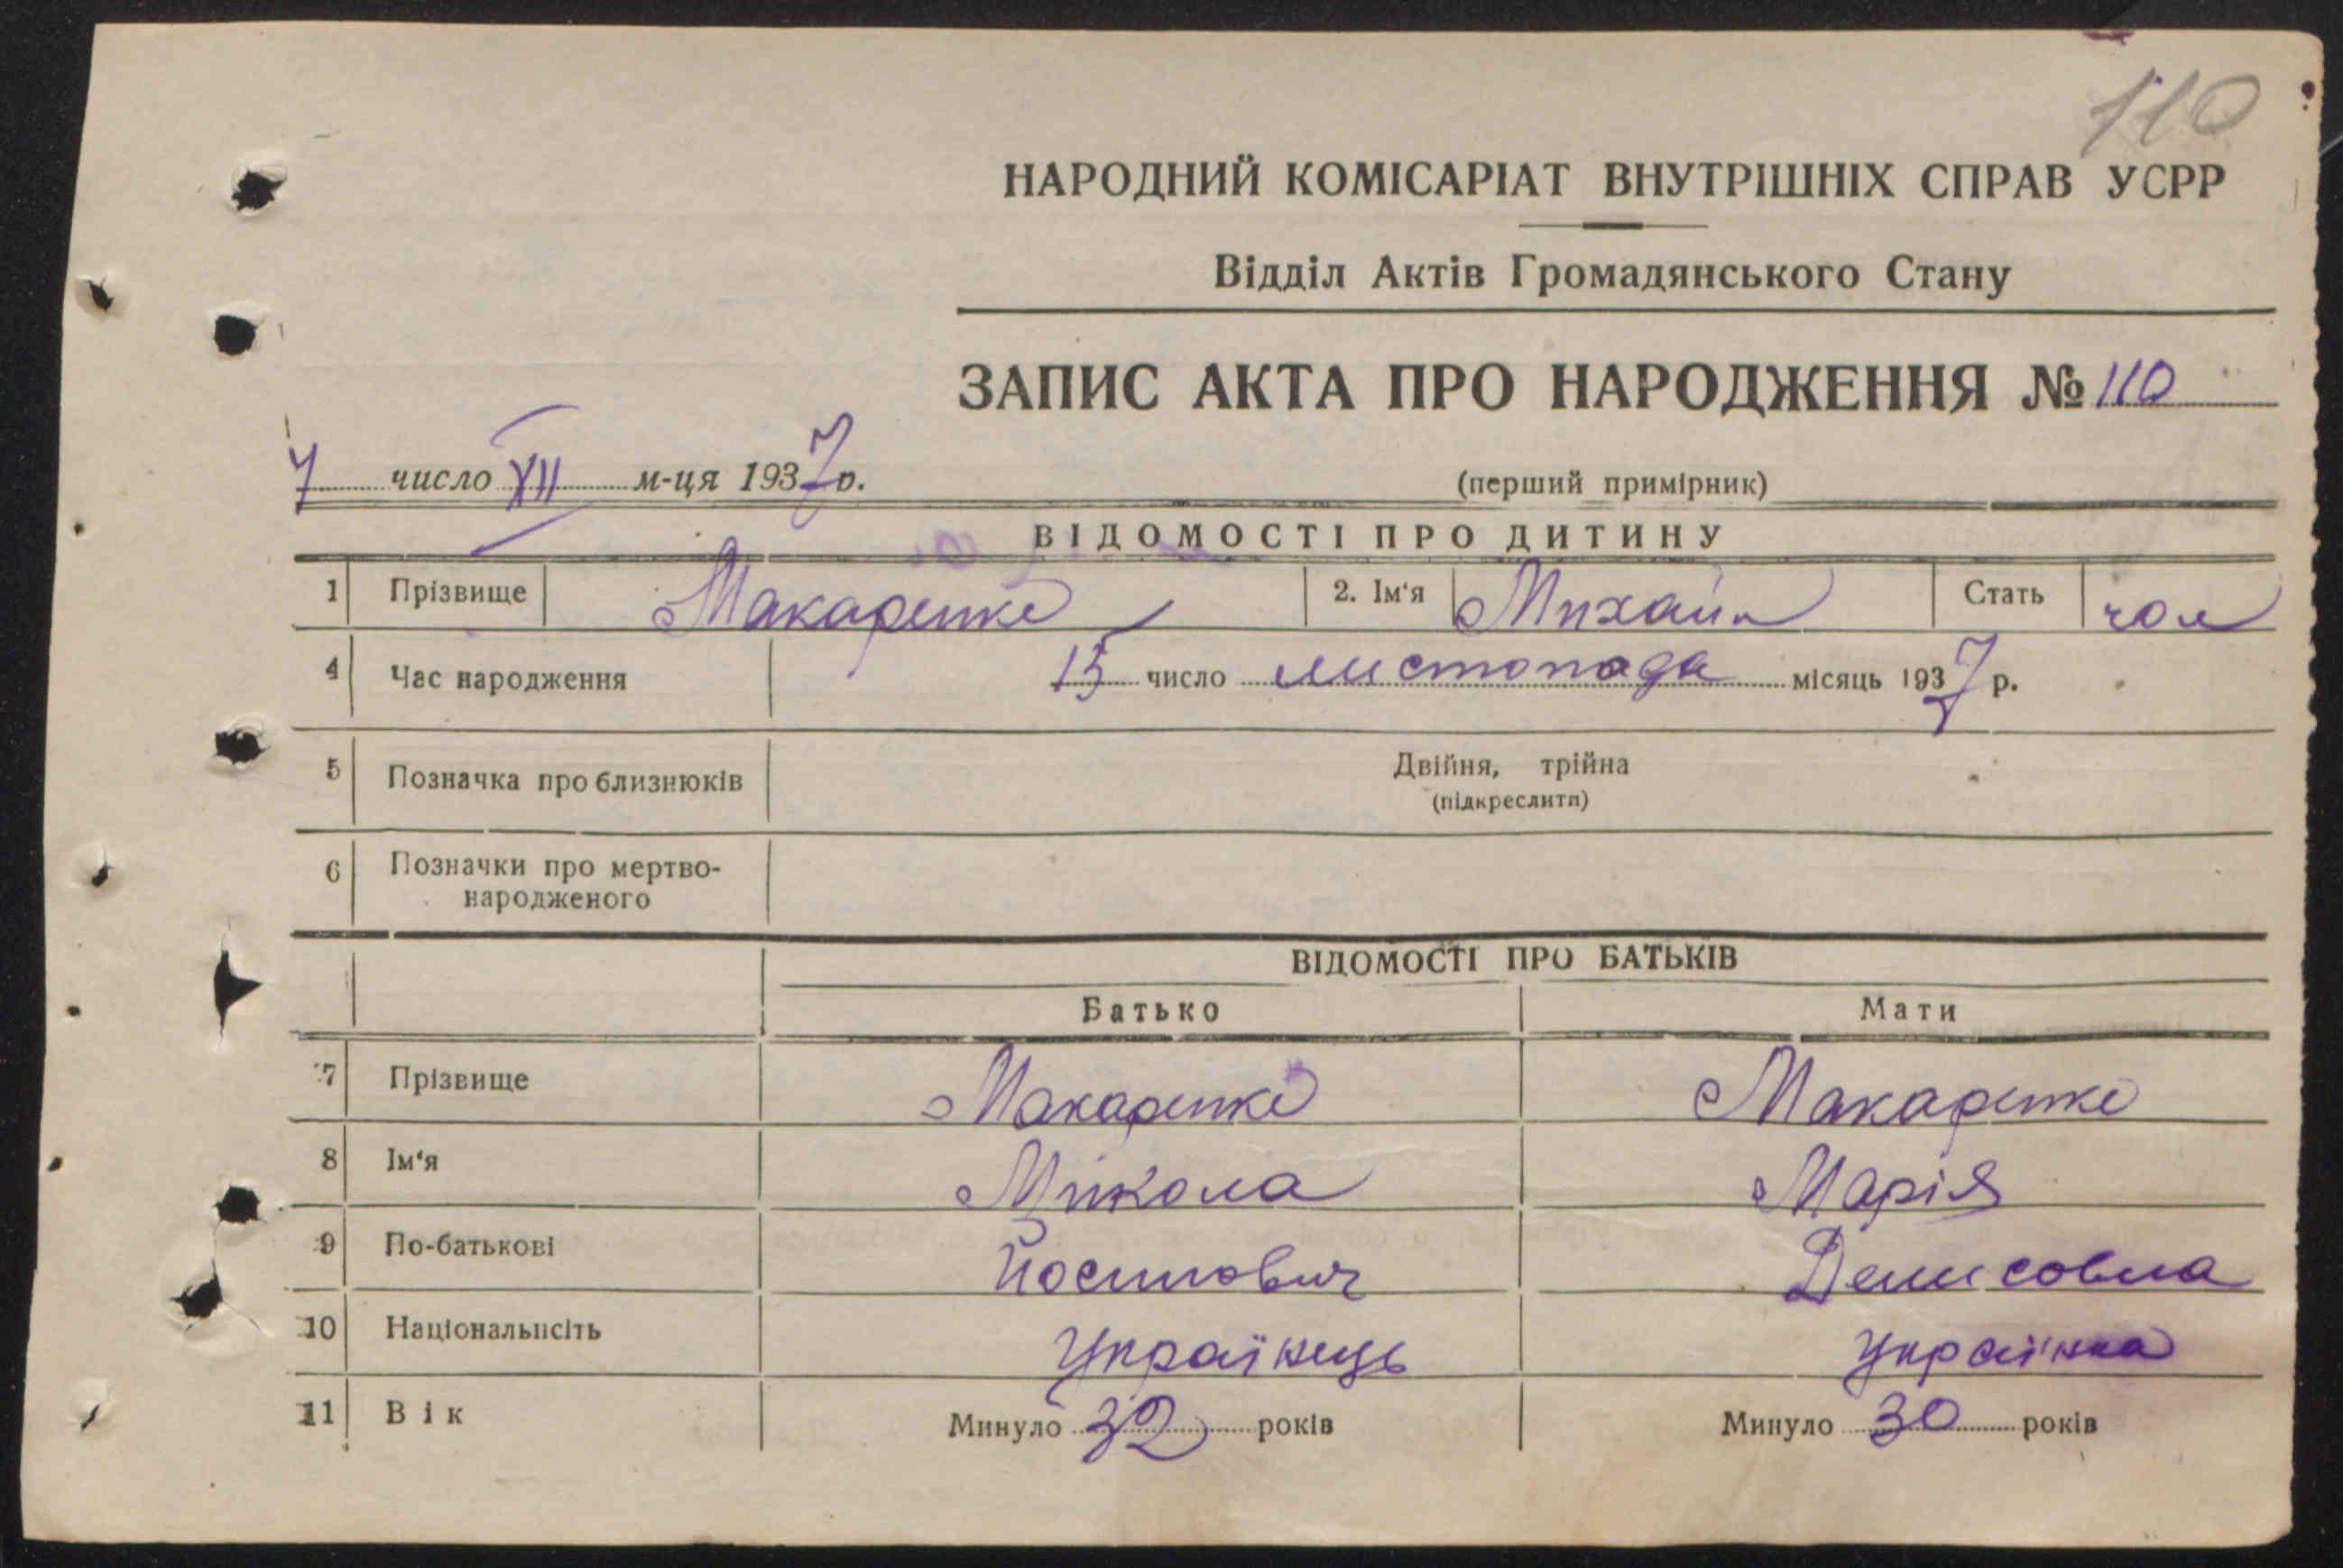 110
НАРОДНИЙ КОМІСАРІАТ ВНУТРІШНІХ СПРАВ УСРР
Відділ Актів Громадянського Стану
ЗАПИС АКТА ПРО НАРОДЖЕННЯ № 110
число XII м-ця 1937 р.
(перший примірник)
ВІДОМОСТІ ПРО ДИТИНУ
1 Прізвище Макаренко 2. Ім'я Михайл Стать чол
4 Час народження 15 число листопада місяць 1937 р.
5 Позначка про близнюків Двійня, трійна
(підкреслити)
6 Позначки про мертво-
народженого
ВІДОМОСТІ ПРО БАТЬКІВ
Батько Мати
7 Прізвище Макаренко Макаренко
8 Ім'я Микола Марія
9 По-батькові Йосипович Денисовна
10 Національнсіть Українець Українка
11 Вік Минуло 32 років Минуло 30 років